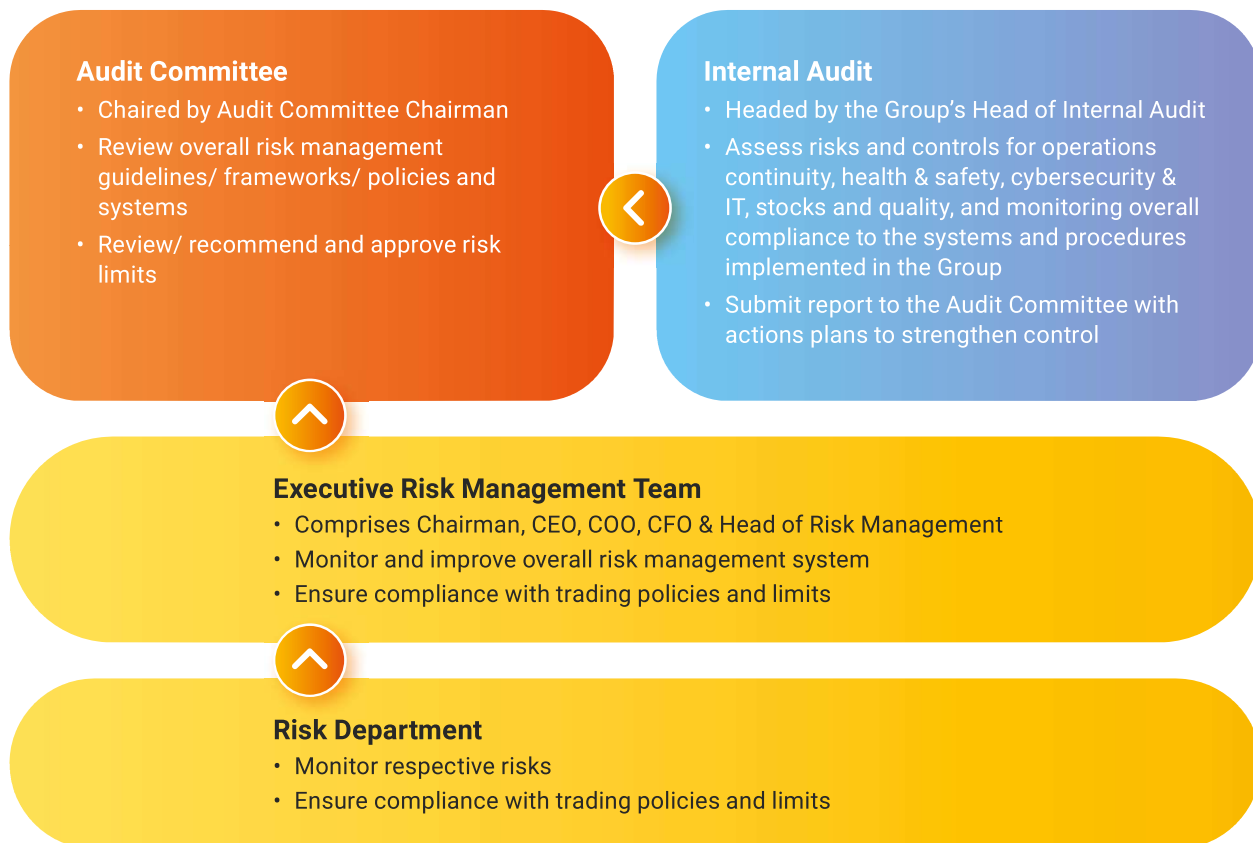 Audit Committee
• Chaired by Audit Committee Chairman
• Review overall risk management
guidelines/ frameworks/ policies and
systems
• Review/ recommend and approve risk
limits
Internal Audit
• Headed by the Group’s Head of Internal Audit
• Assess risks and controls for operations
continuity, health & safety, cybersecurity &
IT, stocks and quality, and monitoring overall
compliance to the systems and procedures
implemented in the Group
• Submit report to the Audit Committee with
actions plans to strengthen control
Executive Risk Management Team
• Comprises Chairman, CEO, COO, CFO & Head of Risk Management
• Monitor and improve overall risk management system
• Ensure compliance with trading policies and limits
Risk Department
• Monitor respective risks
• Ensure compliance with trading policies and limits